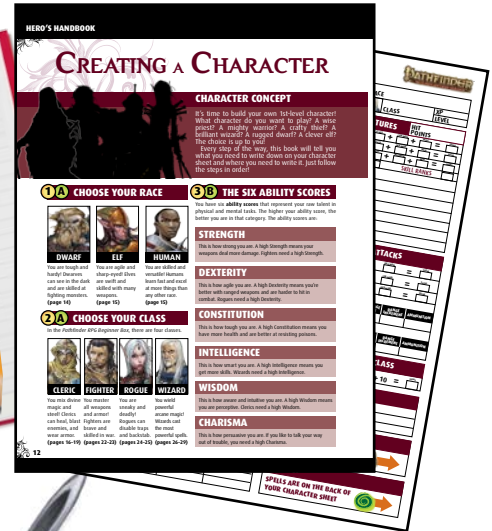 HERO'S HANDBOOK
CREATING A CHARACTER
CHARACTER CONCEPT
It's time to build your own 1st-level character!
What character do you want to play? A wise
priest? A mighty warrior? A crafty thief? A
brilliant wizard? A rugged dwarf? A clever elf?
The choice is up to you!
Every step of the way, this book will tell you
what you need to write down on your character
sheet and where you need to write it. Just follow
the steps in order!
1 A CHOOSE YOUR RACE
DWARF
You are tough and
hardy! Dwarves
can see in the dark
and are skilled at
fighting monsters.
(page 14)
ELF
You are agile and
sharp-eyed! Elves
are swift and
skilled with many
weapons.
(page 15)
HUMAN
You are skilled and
versatile! Humans
learn fast and excel
at more things than
any other race.
(page 15)
2 A CHOOSE YOUR CLASS
In the Pathfinder RPG Beginner Box, there are four classes.
CLERIC
You mix divine
magic and
steel! Clerics
can heal, blast
enemies, and
wear armor.
(pages 16–19)
FIGHTER
You master
all weapons
and armor!
Fighters are
brave and
skilled in war.
(pages 22–23)
ROGUE
You are
sneaky and
deadly!
Rogues can
disable traps
and backstab.
(pages 24–25)
WIZARD
You wield
powerful
arcane magic!
Wizards cast
the most
powerful spells.
(pages 26–29)
3 B THE SIX ABILITY SCORES
You have six ability scores that represent your raw talent in
physical and mental tasks. The higher your ability score, the
better you are in that category. The ability scores are:
STRENGTH
This is how strong you are. A high Strength means your
weapons deal more damage. Fighters need a high Strength.
DEXTERITY
This is how agile you are. A high Dexterity means you're
better with ranged weapons and are harder to hit in
combat. Rogues need a high Dexterity.
CONSTITUTION
This is how tough you are. A high Constitution means you
have more health and are better at resisting poisons.
INTELLIGENCE
This is how smart you are. A high Intelligence means you
get more skills. Wizards need a high Intelligence.
WISDOM
This is how aware and intuitive you are. A high Wisdom means
you are perceptive. Clerics need a high Wisdom.
CHARISMA
This is how persuasive you are. If you like to talk your way
out of trouble, you need a high Charisma.
12
PATHFINDER
CLASS
XP
LEVEL
HIT
POINTS
+ + =
+ + =
+ + =
SKILL RANKS
=
=
=
AMMUNITION
AMMUNITION
+ 10 =
SPELLS ARE ON THE BACK OF
YOUR CHARACTER SHEET